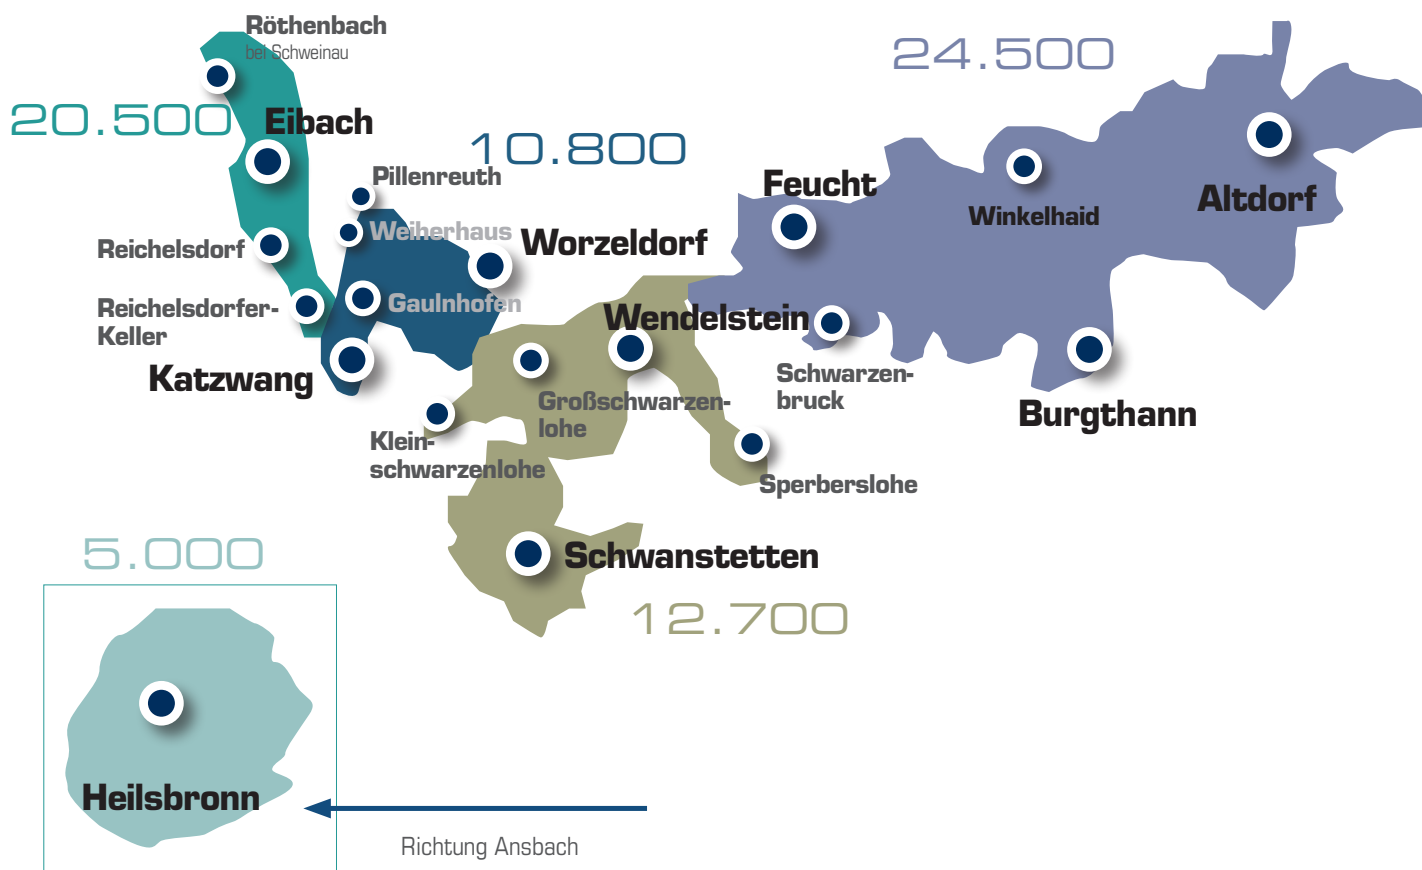 Röthenbach
bei Schweinau
24.500
20.500
Eibach
10.800
Pillenreuth
Feucht
Altdorf
Winkelhaid
Weiherhaus
Worzeldorf
Reichelsdorf
Gaulnhofen
Reichelsdorfer-
Keller
Wendelstein
Katzwang
Schwarzen-
bruck
Großschwarzen-
lohe
Burgthann
Klein-
schwarzenlohe
Sperberslohe
5.000
Schwanstetten
12.700
Heilsbronn
Richtung Ansbach